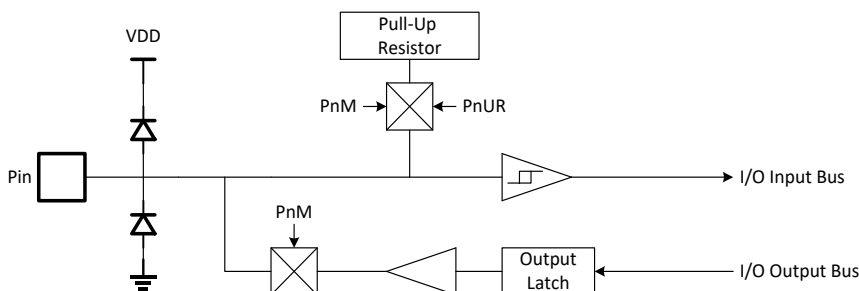 VDD
Pull-Up
Resistor
PnM
PnUR
Pin
I/O Input Bus
PnM
Output
Latch
I/O Output Bus